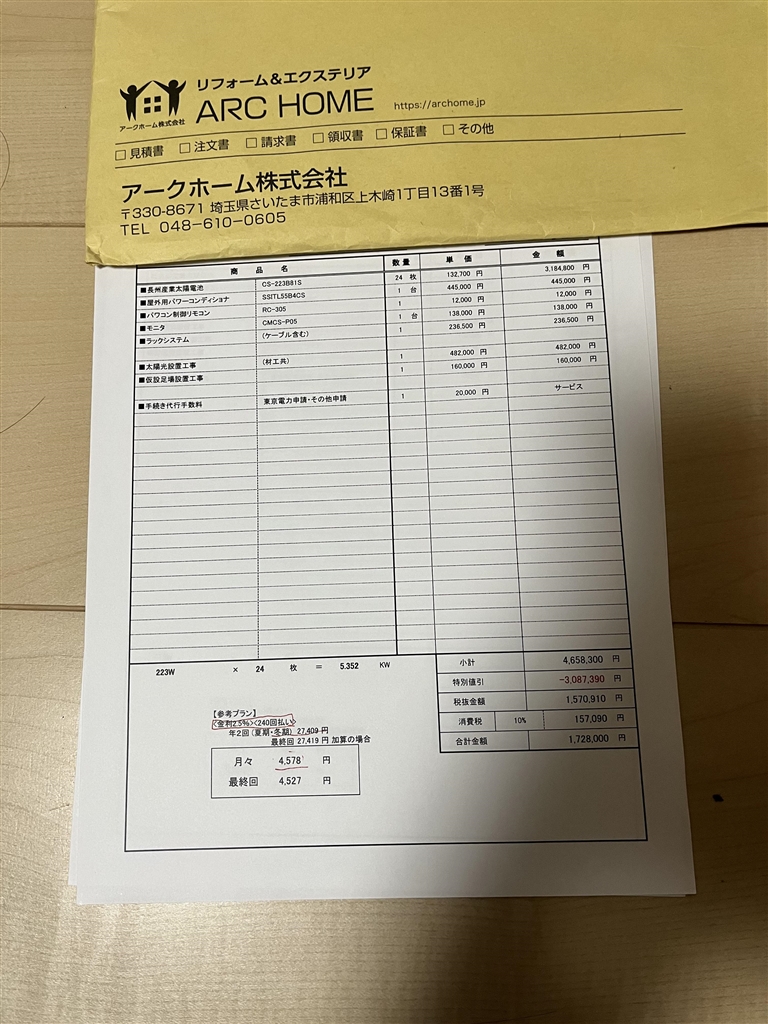 リフォーム&エクステリア
ARC HOME
https://archome.jp
アークホーム株式会社
□見積書 □注文書 □請求書 □領収書 □保証書 □その他
アークホーム株式会社
〒330-8671 埼玉県さいたま市浦和区上木崎1丁目13番1号
TEL 048-610-0605
商品名 数量 単価 金額
■長州産業太陽電池 CS-223B81S 24 枚 132,700 円 3,184,800 円
■屋外用パワーコンディショナ SSITL55B4CS 1 台 445,000 円 445,000 円
■パワコン制御リモコン RC-305 1 12,000 円 12,000 円
■モニタ CMCS-P05 1 台 138,000 円 138,000 円
■ラックシステム (ケーブル含む) 1 236,500 円 236,500 円
■太陽光設置工事 (材工共) 1 482,000 円 482,000 円
■仮設足場設置工事 1 160,000 円 160,000 円
■手続き代行手数料 東京電力申請・その他申請 1 20,000 円 サービス
223W × 24 枚 = 5.352 KW
小計 4,658,300 円
特別値引 -3,087,390 円
税抜金額 1,570,910 円
消費税 10% 157,090 円
合計金額 1,728,000 円
【参考プラン】
<金利2.5%><240回払い>
年2回 (夏期・冬期) 27,409 円
最終回 27,419 円 加算の場合
月々 4,578 円
最終回 4,527 円